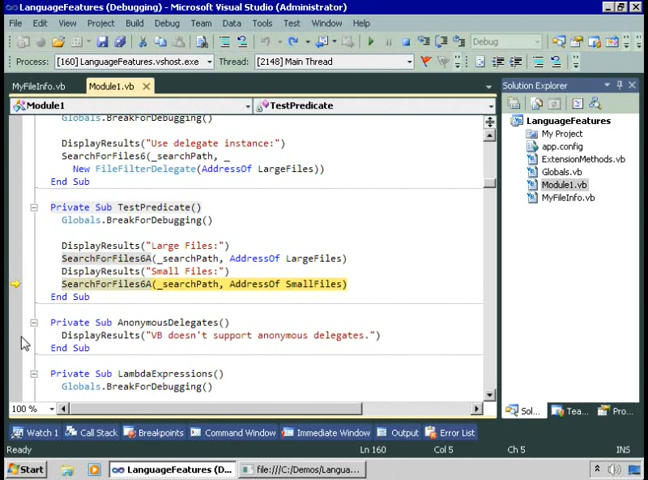 LanguageFeatures (Debugging) - Microsoft Visual Studio (Administrator)
File Edit View Project Build Debug Team Data Tools Test Window Help
Debug
Process: [160] LanguageFeatures.vshost.exe Thread: [2148] Main Thread
MyFileInfo.vb Module1.vb
Module1 TestPredicate
Globals.BreakForDebugging()
DisplayResults("Use delegate instance:")
SearchForFiles6(_searchPath, _
New FileFilterDelegate(AddressOf LargeFiles))
End Sub
Private Sub TestPredicate()
Globals.BreakForDebugging()
DisplayResults("Large Files:")
SearchForFiles6A(_searchPath, AddressOf LargeFiles)
DisplayResults("Small Files:")
SearchForFiles6A(_searchPath, AddressOf SmallFiles)
End Sub
Private Sub AnonymousDelegates()
DisplayResults("VB doesn't support anonymous delegates.")
End Sub
Private Sub LambdaExpressions()
Globals.BreakForDebugging()
100 %
Solution Explorer
LanguageFeatures
My Project
app.config
ExtensionMethods.vb
Globals.vb
Module1.vb
MyFileInfo.vb
Sol... Tea... Pro...
Watch 1 Call Stack Breakpoints Command Window Immediate Window Output Error List
Ready Ln 160 Col 5 Ch 5 INS
Start LanguageFeatures (D... file:///C:/Demos/Langua...